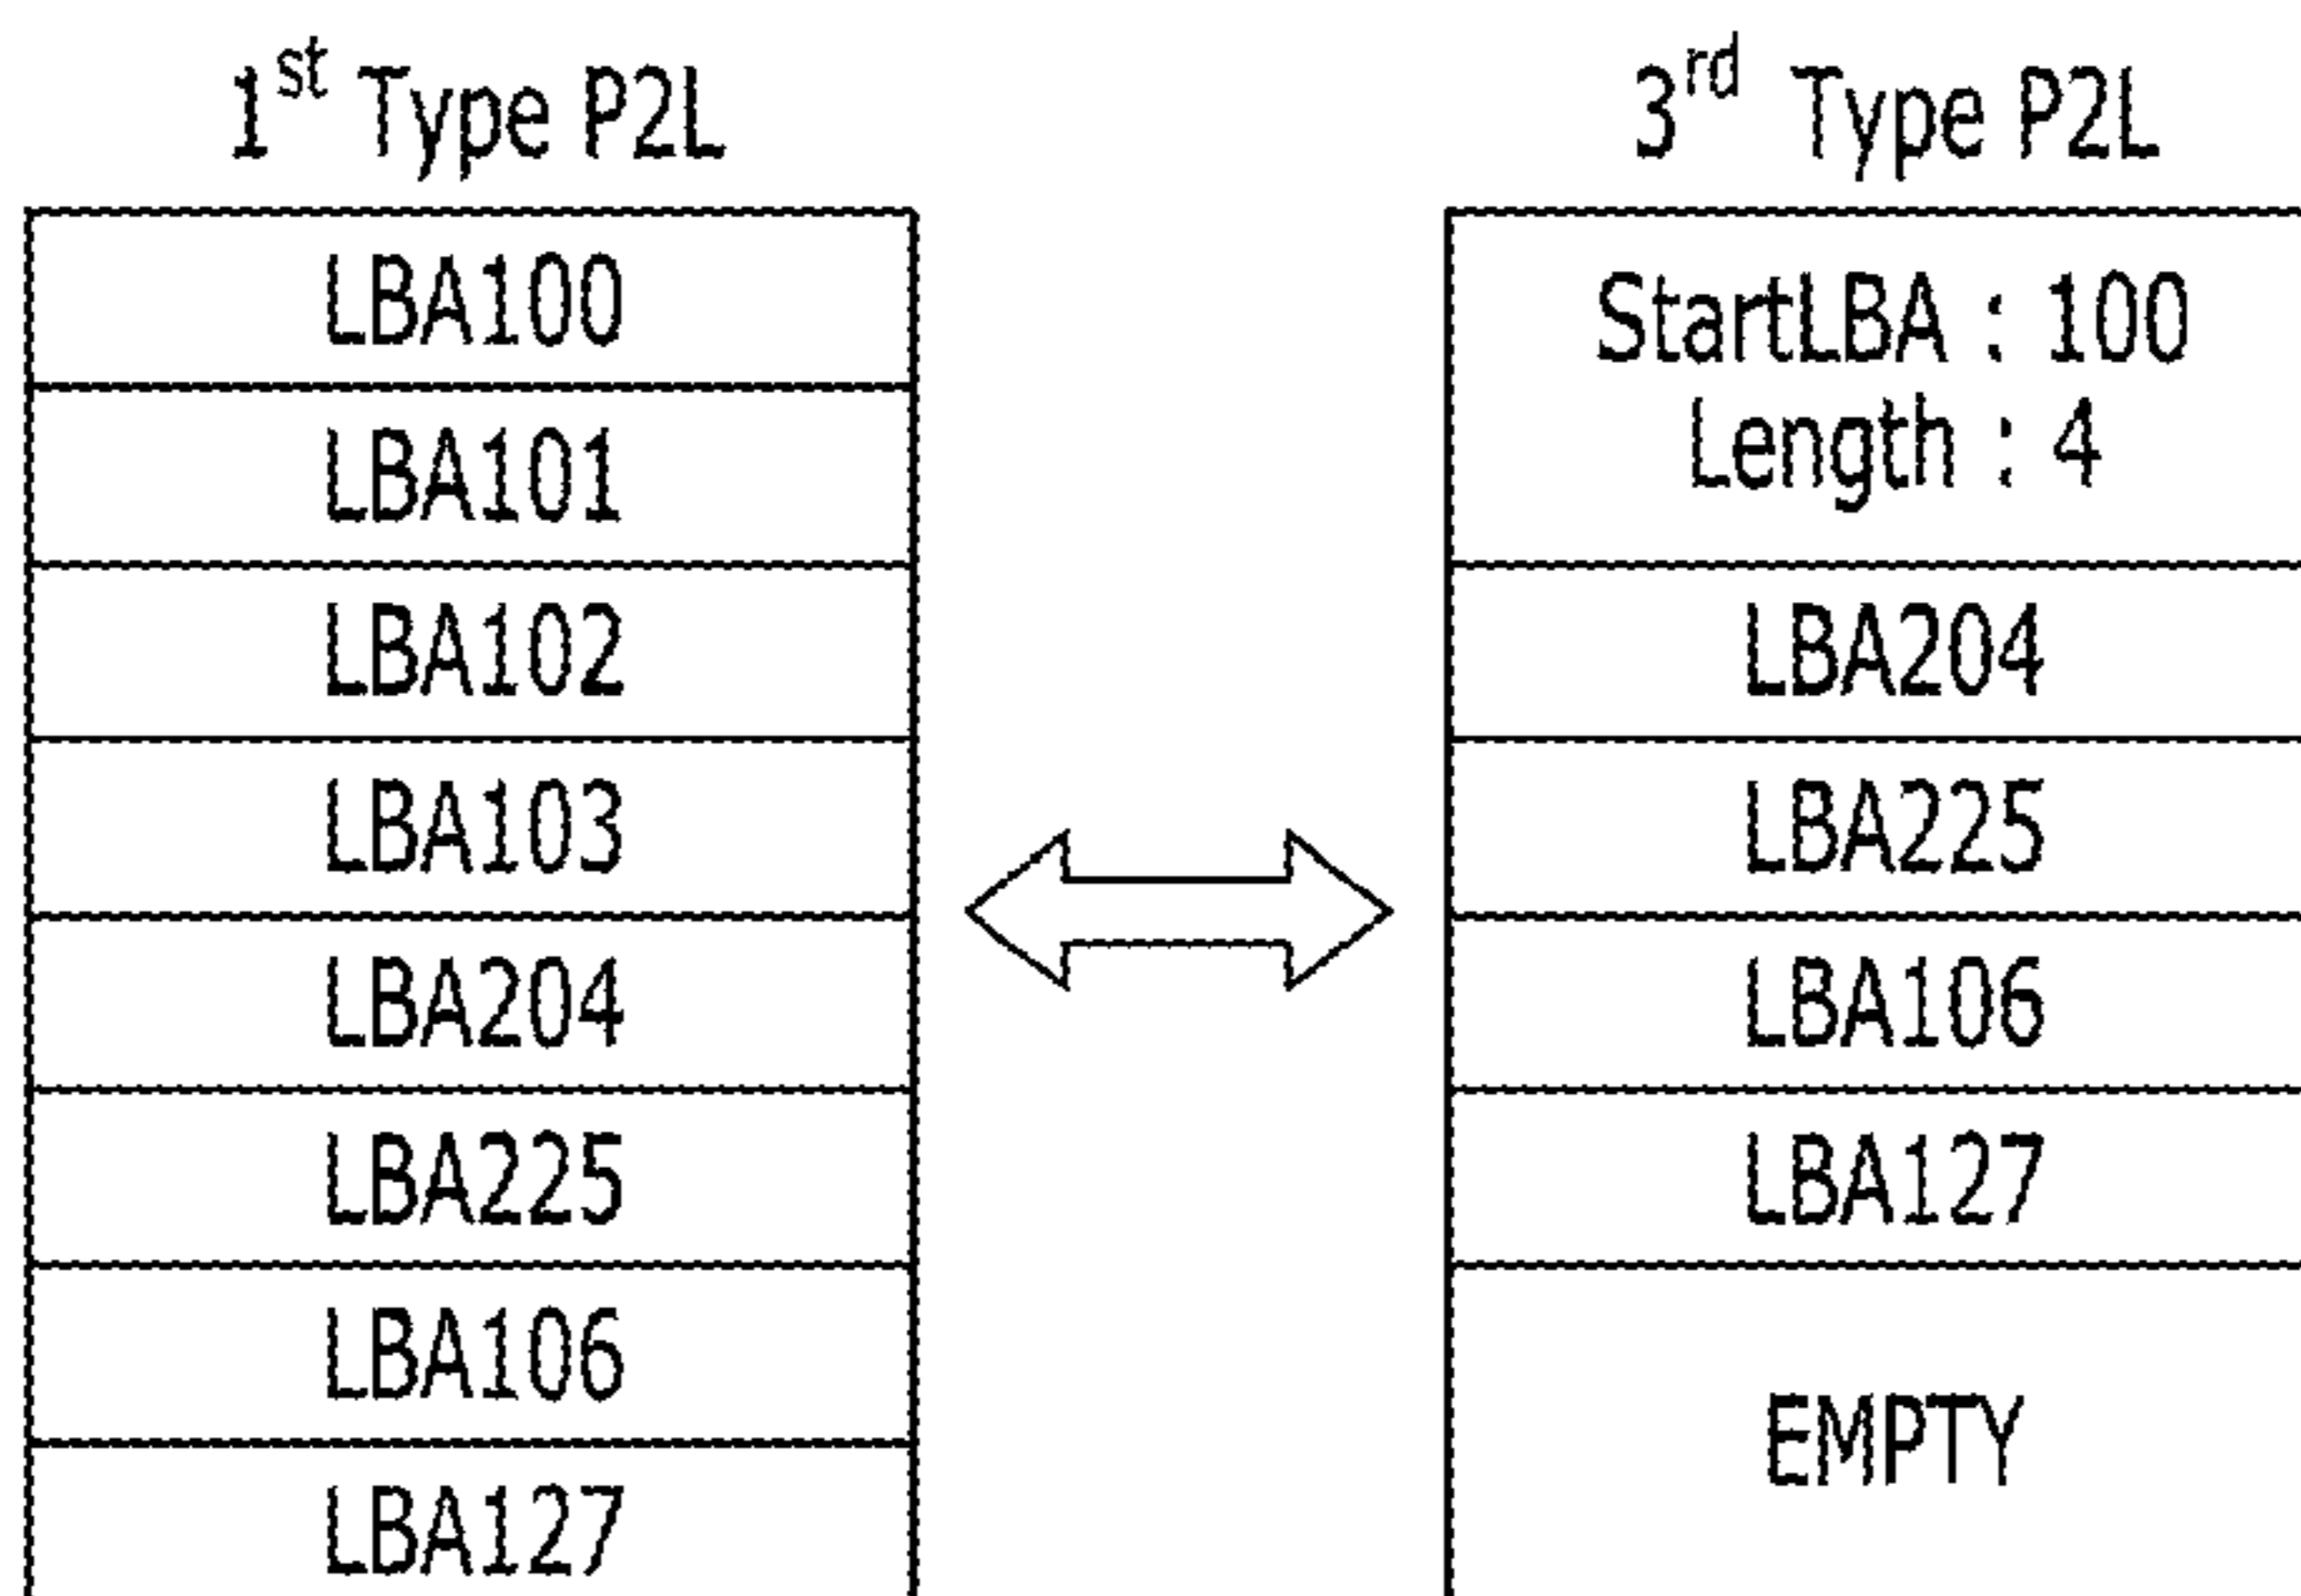 1st Type P2L
LBA100
LBA101
LBA102
LBA103
LBA204
LBA225
LBA106
LBA127
3rd Type P2L
StartLBA : 100
Length : 4
LBA204
LBA225
LBA106
LBA127
EMPTY